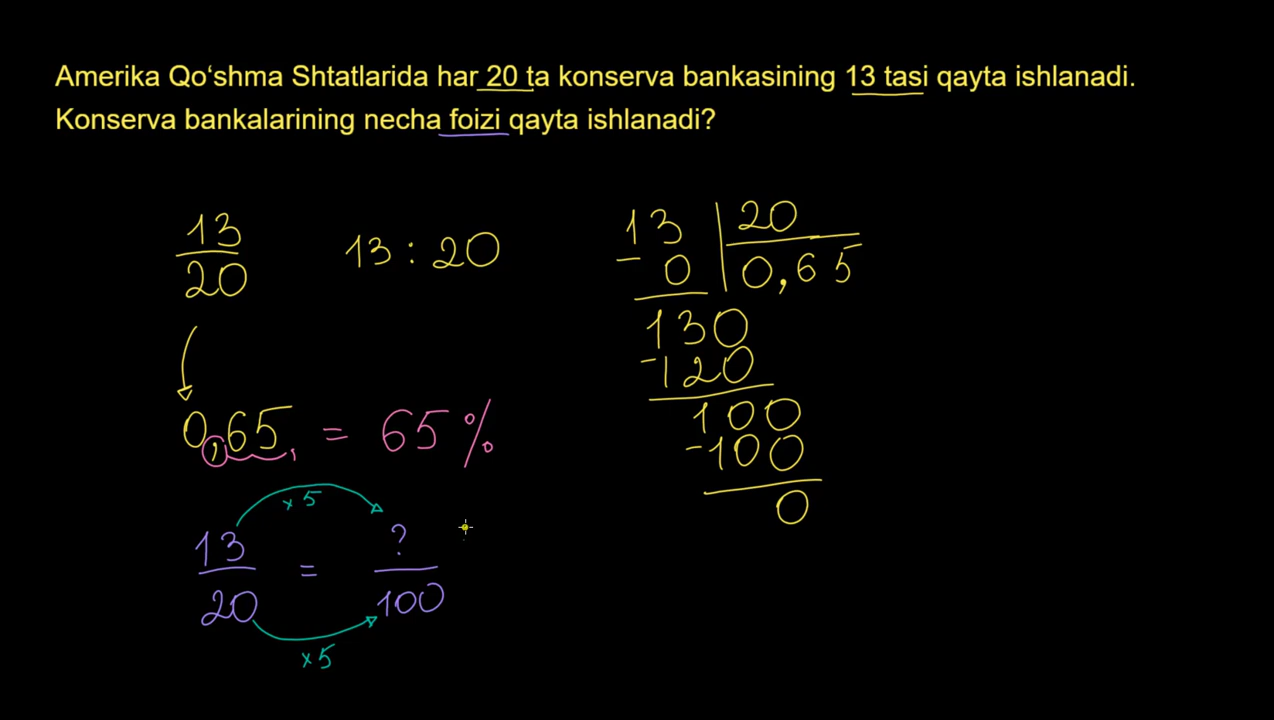 Amerika Qo‘shma Shtatlarida har 20 ta konserva bankasining 13 tasi qayta ishlanadi.
Konserva bankalarining necha foizi qayta ishlanadi?
13/20
13 : 20
13 | 20
- 0 | 0,65
130
-120
100
-100
0
0,65, = 65%
×5
13/20 = ?/100
×5